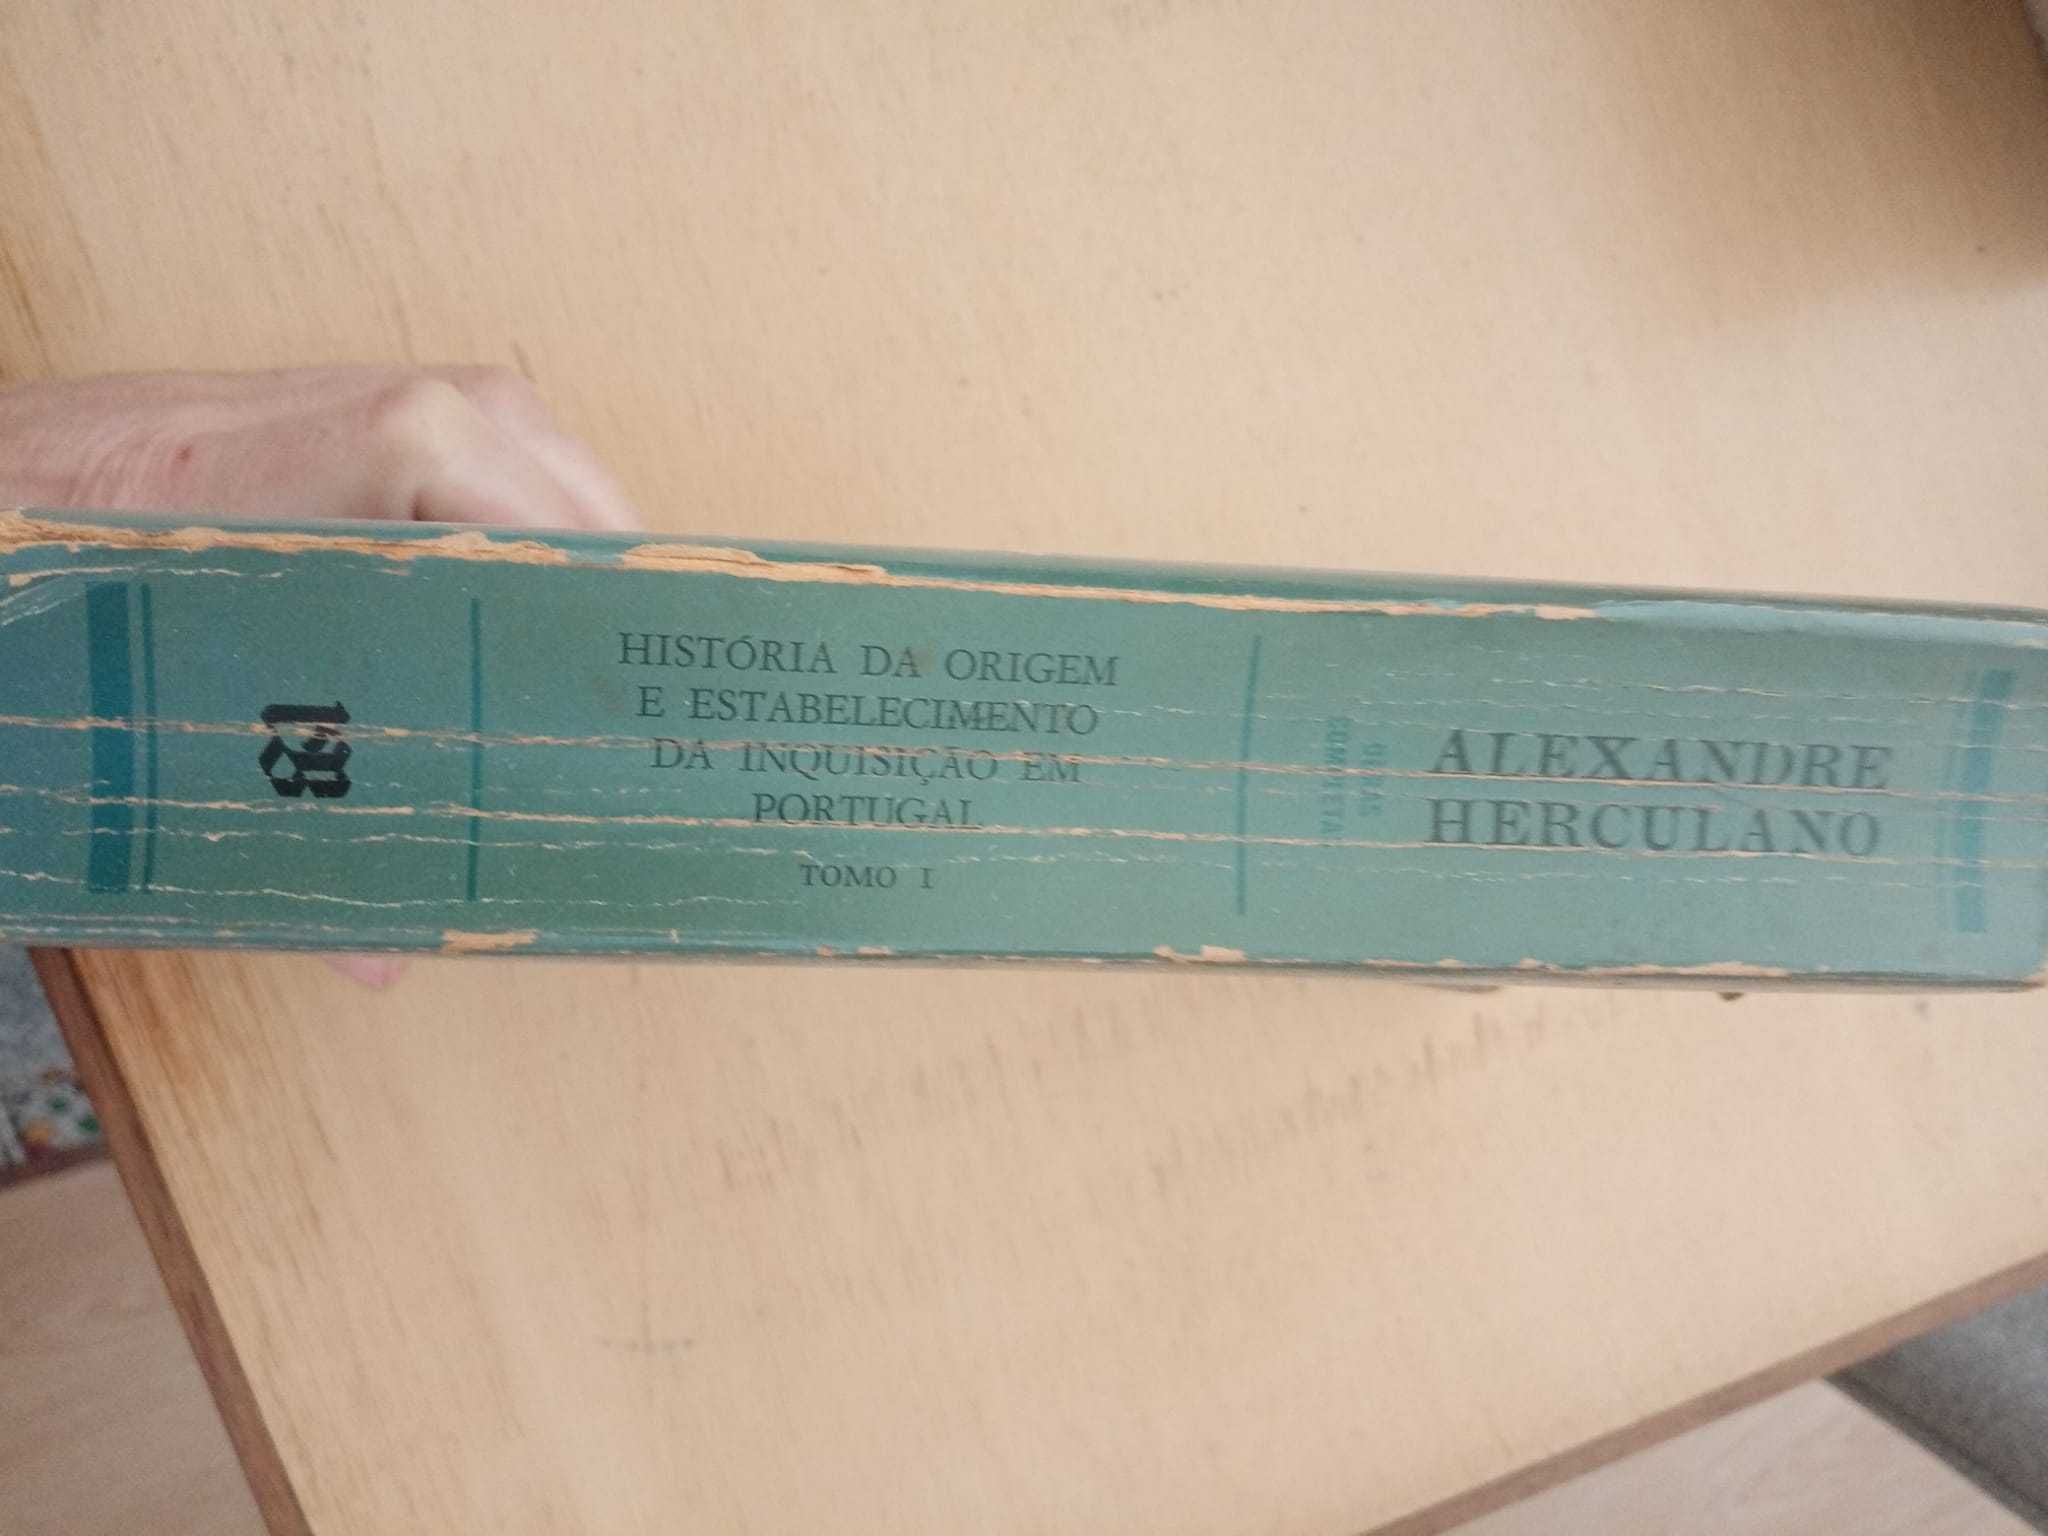 HISTÓRIA DA ORIGEM
E ESTABELECIMENTO
DA INQUISIÇÃO EM
PORTUGAL
TOMO I
OBRAS
COMPLETAS
ALEXANDRE
HERCULANO